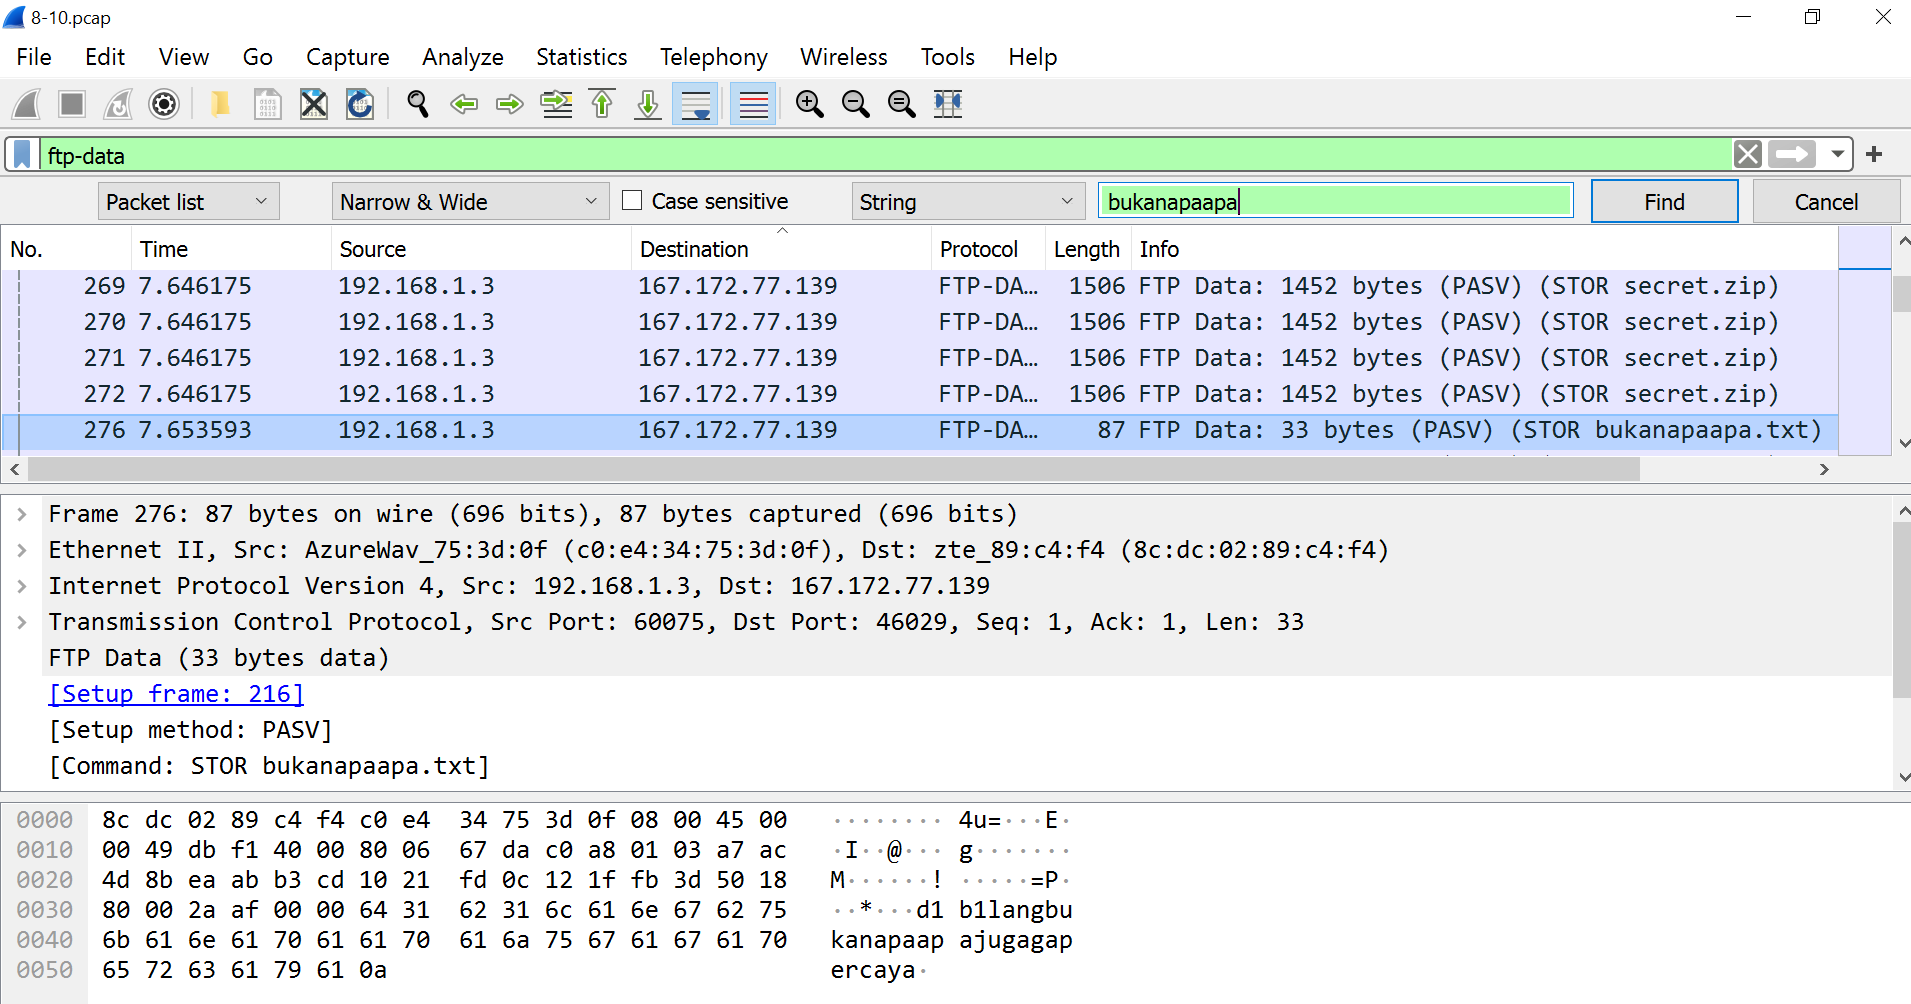 8-10.pcap
File Edit View Go Capture Analyze Statistics Telephony Wireless Tools Help
ftp-data
Packet list Narrow & Wide Case sensitive String bukanapaapa Find Cancel
No. Time Source Destination Protocol Length Info
269 7.646175 192.168.1.3 167.172.77.139 FTP-DA… 1506 FTP Data: 1452 bytes (PASV) (STOR secret.zip)
270 7.646175 192.168.1.3 167.172.77.139 FTP-DA… 1506 FTP Data: 1452 bytes (PASV) (STOR secret.zip)
271 7.646175 192.168.1.3 167.172.77.139 FTP-DA… 1506 FTP Data: 1452 bytes (PASV) (STOR secret.zip)
272 7.646175 192.168.1.3 167.172.77.139 FTP-DA… 1506 FTP Data: 1452 bytes (PASV) (STOR secret.zip)
276 7.653593 192.168.1.3 167.172.77.139 FTP-DA… 87 FTP Data: 33 bytes (PASV) (STOR bukanapaapa.txt)
Frame 276: 87 bytes on wire (696 bits), 87 bytes captured (696 bits)
Ethernet II, Src: AzureWav_75:3d:0f (c0:e4:34:75:3d:0f), Dst: zte_89:c4:f4 (8c:dc:02:89:c4:f4)
Internet Protocol Version 4, Src: 192.168.1.3, Dst: 167.172.77.139
Transmission Control Protocol, Src Port: 60075, Dst Port: 46029, Seq: 1, Ack: 1, Len: 33
FTP Data (33 bytes data)
[Setup frame: 216]
[Setup method: PASV]
[Command: STOR bukanapaapa.txt]
0000 8c dc 02 89 c4 f4 c0 e4 34 75 3d 0f 08 00 45 00 ········ 4u=···E·
0010 00 49 db f1 40 00 80 06 67 da c0 a8 01 03 a7 ac ·I··@··· g·······
0020 4d 8b ea ab b3 cd 10 21 fd 0c 12 1f fb 3d 50 18 M······! ·····=P·
0030 80 00 2a af 00 00 64 31 62 31 6c 61 6e 67 62 75 ··*···d1 b1langbu
0040 6b 61 6e 61 70 61 61 70 61 6a 75 67 61 67 61 70 kanapaap ajugagap
0050 65 72 63 61 79 61 0a ercaya·